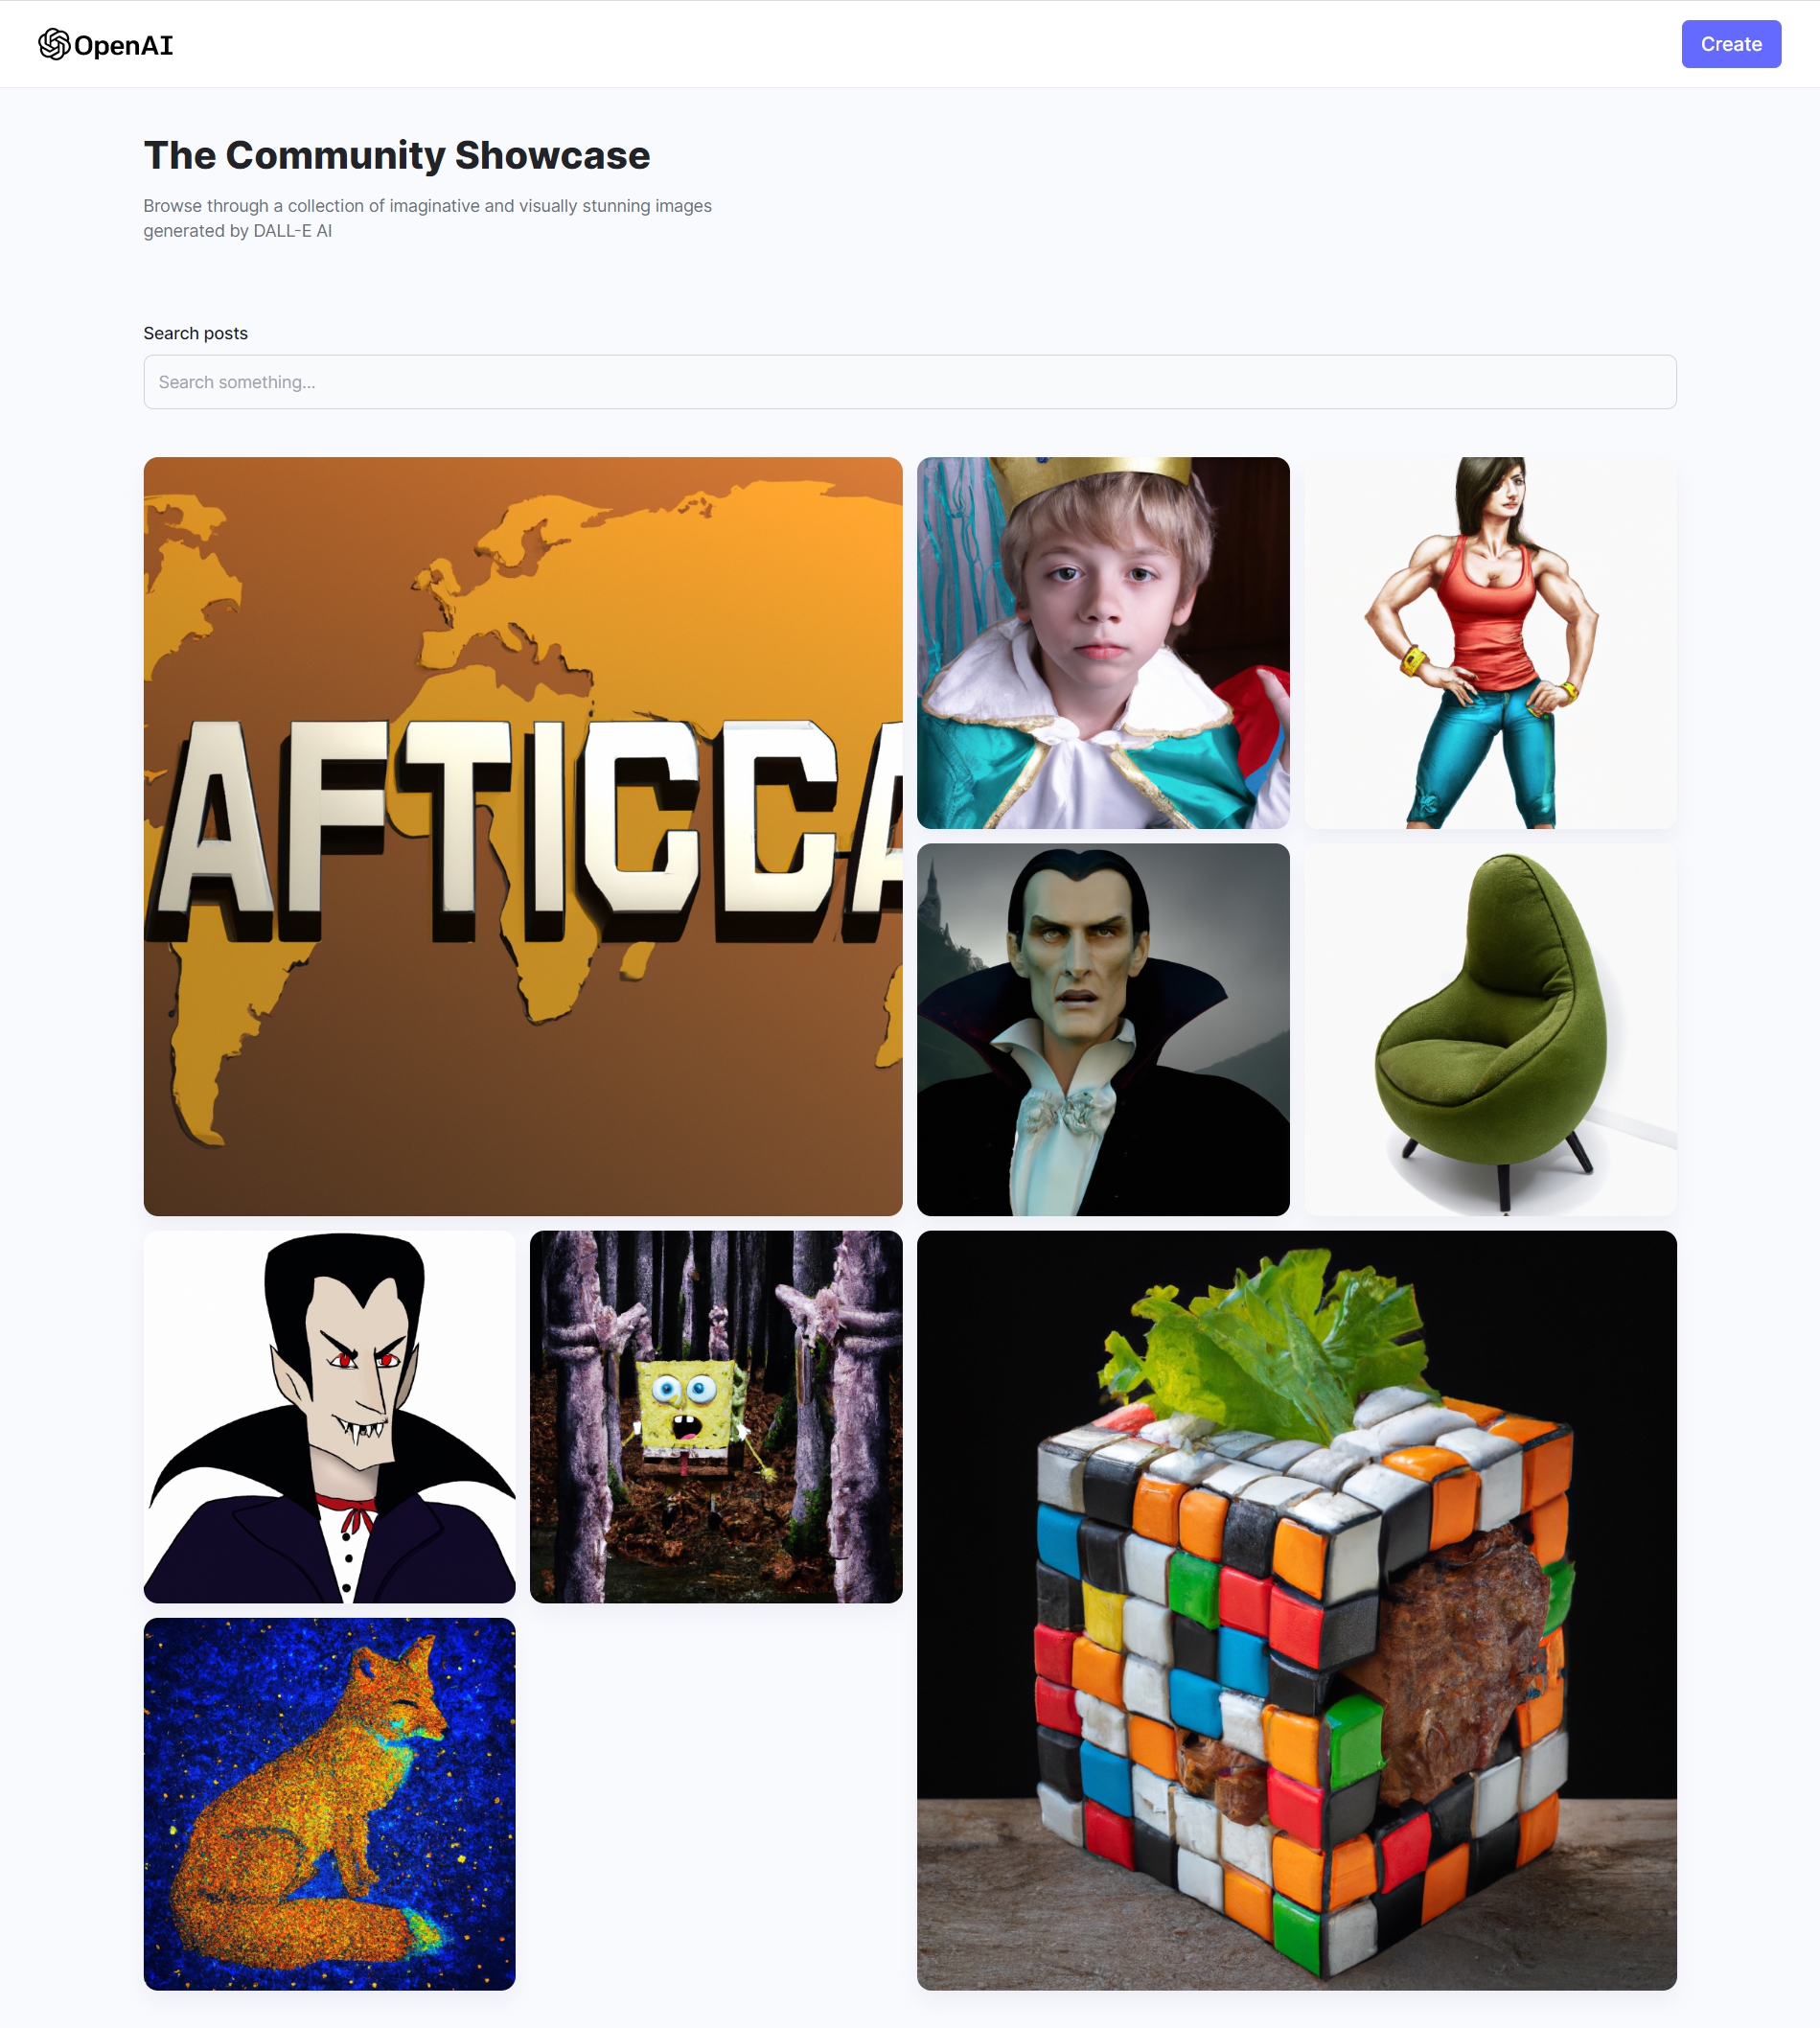 OpenAI
Create
The Community Showcase
Browse through a collection of imaginative and visually stunning images
generated by DALL-E AI
Search posts
Search something...
AFTICCA